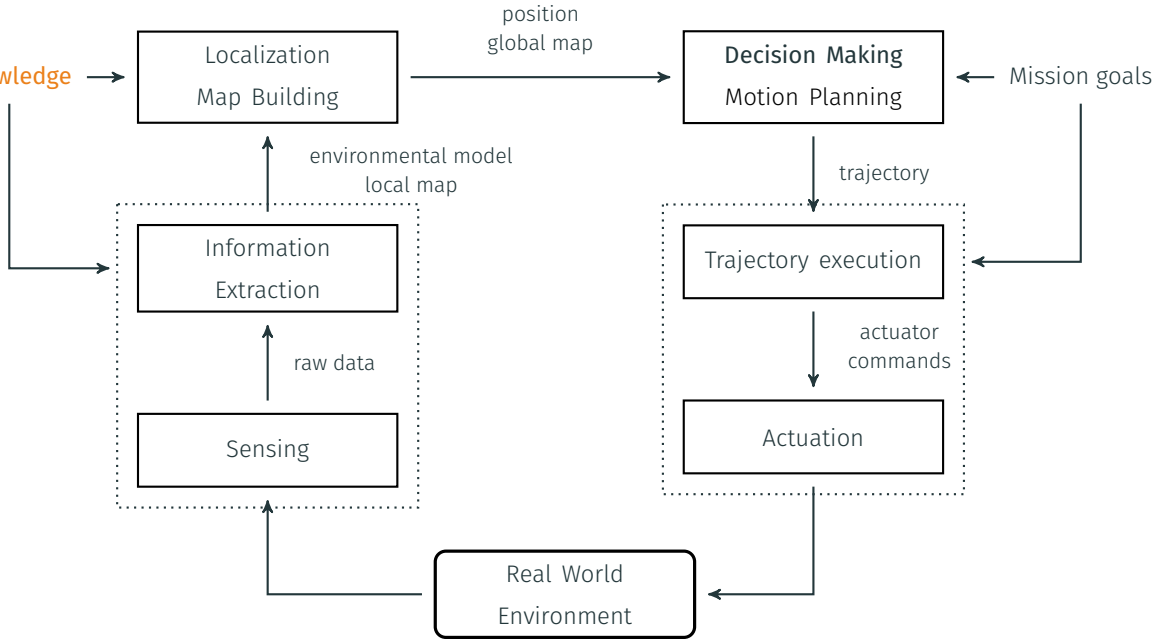 position
global map
Localization
Map Building
Decision Making
Motion Planning
Mission goals
environmental model
local map
trajectory
Information
Extraction
Trajectory execution
raw data
actuator
commands
Sensing
Actuation
Real World
Environment